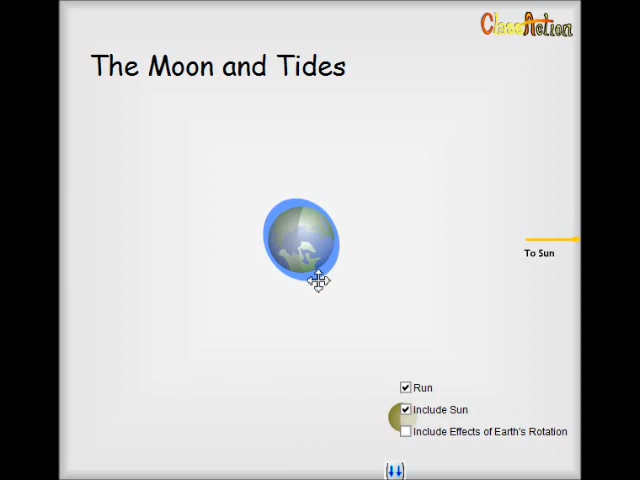 ClassAction
The Moon and Tides
To Sun
Run
Include Sun
Include Effects of Earth's Rotation